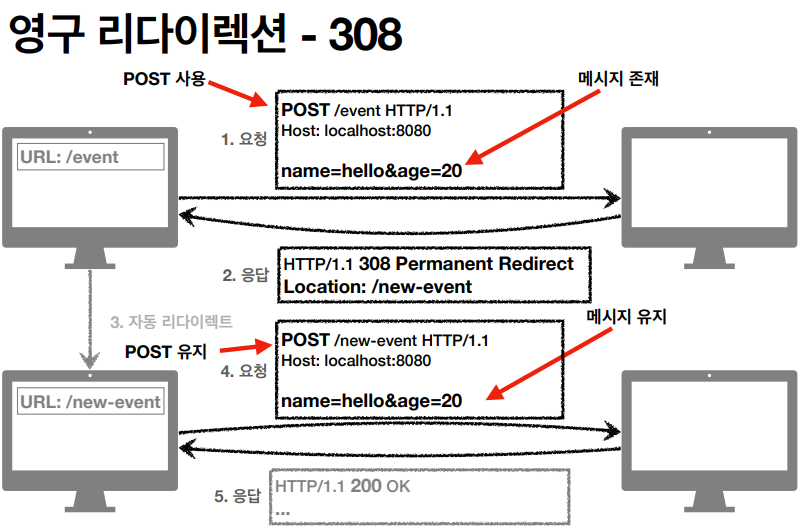 영구 리다이렉션 - 308
POST 사용
메시지 존재
1. 요청
POST /event HTTP/1.1
Host: localhost:8080
name=hello&age=20
URL: /event
2. 응답
HTTP/1.1 308 Permanent Redirect
Location: /new-event
3. 자동 리다이렉트
POST 유지
메시지 유지
4. 요청
POST /new-event HTTP/1.1
Host: localhost:8080
name=hello&age=20
URL: /new-event
5. 응답
HTTP/1.1 200 OK
...